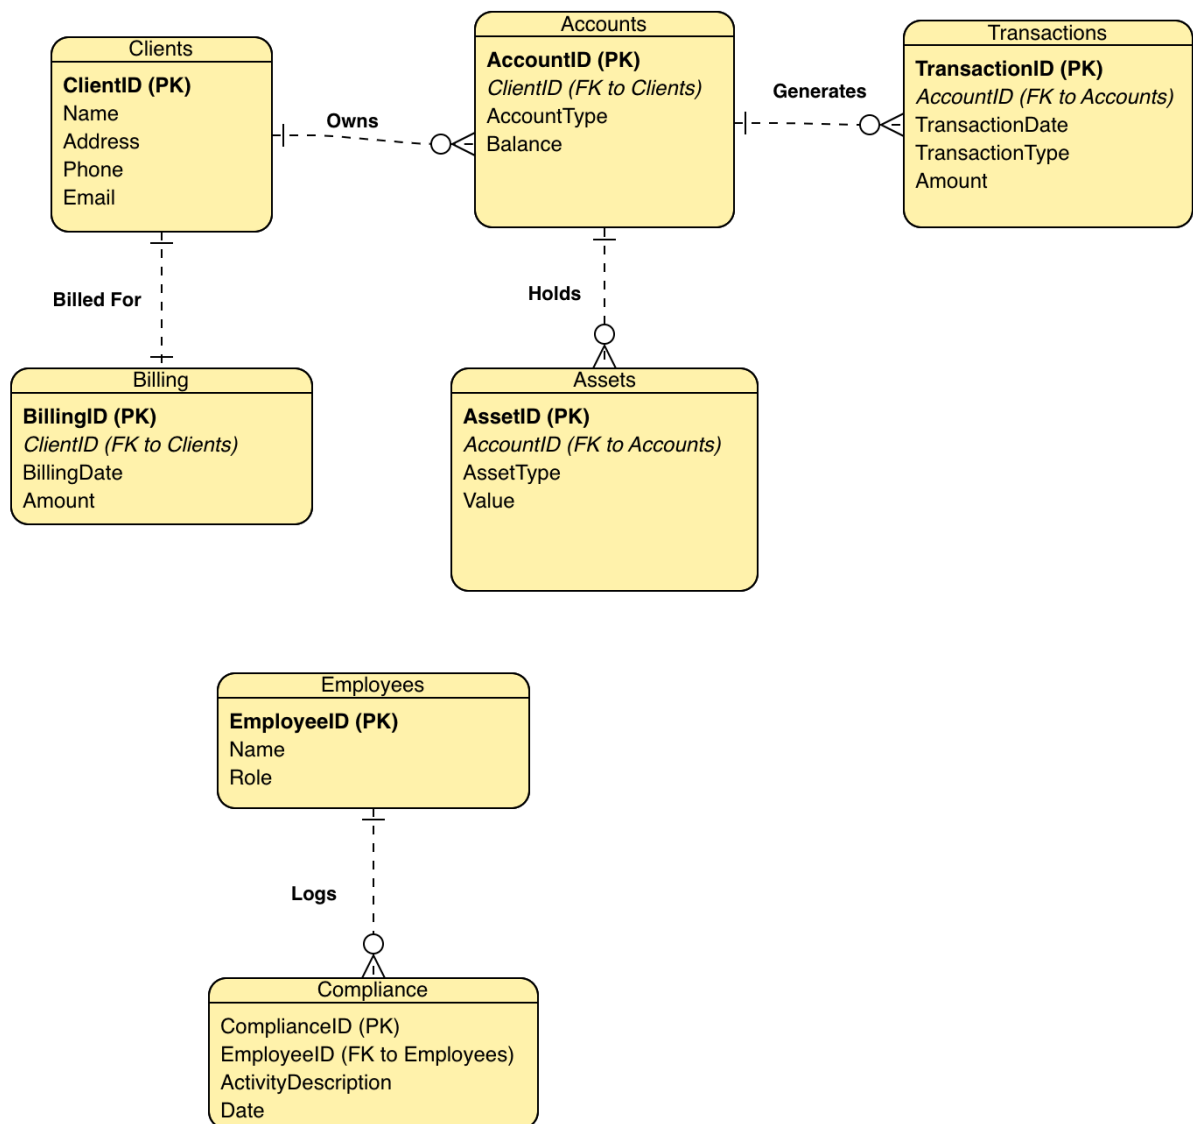 Clients
ClientID (PK)
Name
Address
Phone
Email
Owns
Accounts
AccountID (PK)
ClientID (FK to Clients)
AccountType
Balance
Generates
Transactions
TransactionID (PK)
AccountID (FK to Accounts)
TransactionDate
TransactionType
Amount
Billed For
Holds
Billing
BillingID (PK)
ClientID (FK to Clients)
BillingDate
Amount
Assets
AssetID (PK)
AccountID (FK to Accounts)
AssetType
Value
Employees
EmployeeID (PK)
Name
Role
Logs
Compliance
ComplianceID (PK)
EmployeeID (FK to Employees)
ActivityDescription
Date